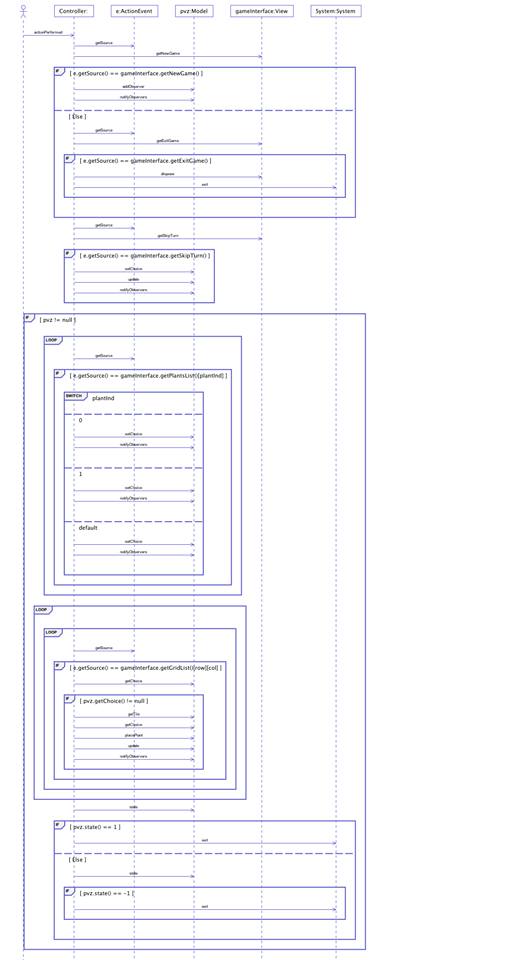 Controller:
e:ActionEvent
pvz:Model
gameInterface:View
System:System
actionPerformed
getSource
getNewGame
IF
[ e.getSource() == gameInterface.getNewGame() ]
addObserver
notifyObservers
[ Else ]
getSource
getExitGame
IF
[ e.getSource() == gameInterface.getExitGame() ]
dispose
exit
getSource
getSkipTurn
IF
[ e.getSource() == gameInterface.getSkipTurn() ]
setChoice
update
notifyObservers
IF
[ pvz != null ]
LOOP
getSource
IF
[ e.getSource() == gameInterface.getPlantsList()[plantInd] ]
SWITCH
plantInd
0
setChoice
notifyObservers
1
setChoice
notifyObservers
default
setChoice
notifyObservers
LOOP
LOOP
getSource
IF
[ e.getSource() == gameInterface.getGridList()[row][col] ]
getChoice
IF
[ pvz.getChoice() != null ]
getTile
getChoice
placePlant
update
notifyObservers
state
IF
[ pvz.state() == 1 ]
exit
[ Else ]
state
IF
[ pvz.state() == -1 ]
exit